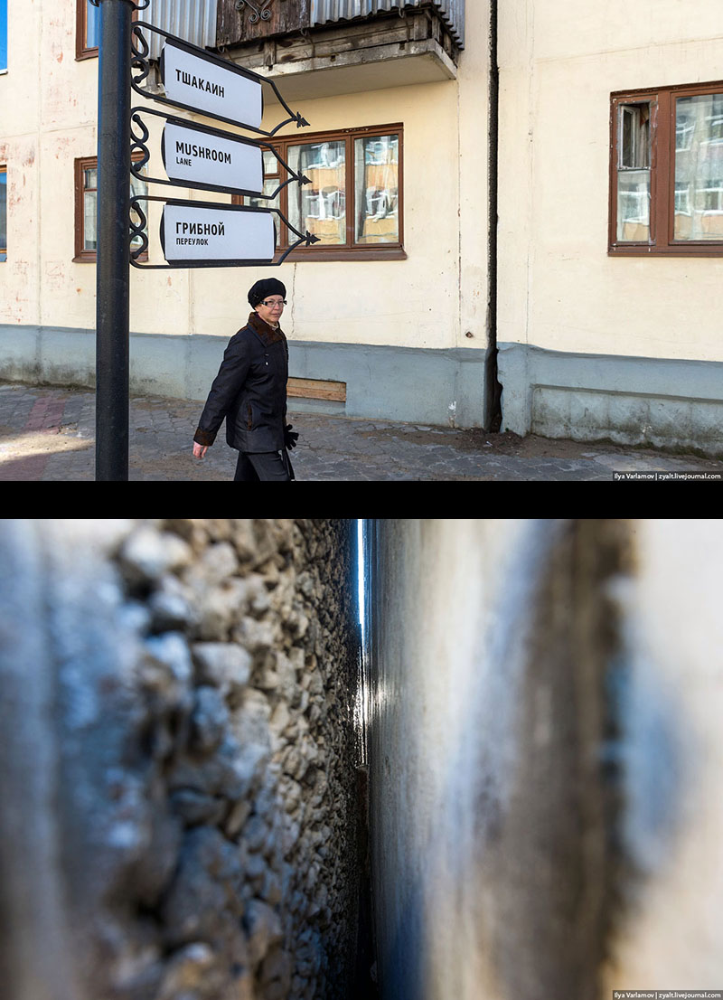 ТШАКАИН
MUSHROOM
LANE
ГРИБНОЙ
ПЕРЕУЛОК
Ilya Varlamov | zyalt.livejournal.com
Ilya Varlamov | zyalt.livejournal.com